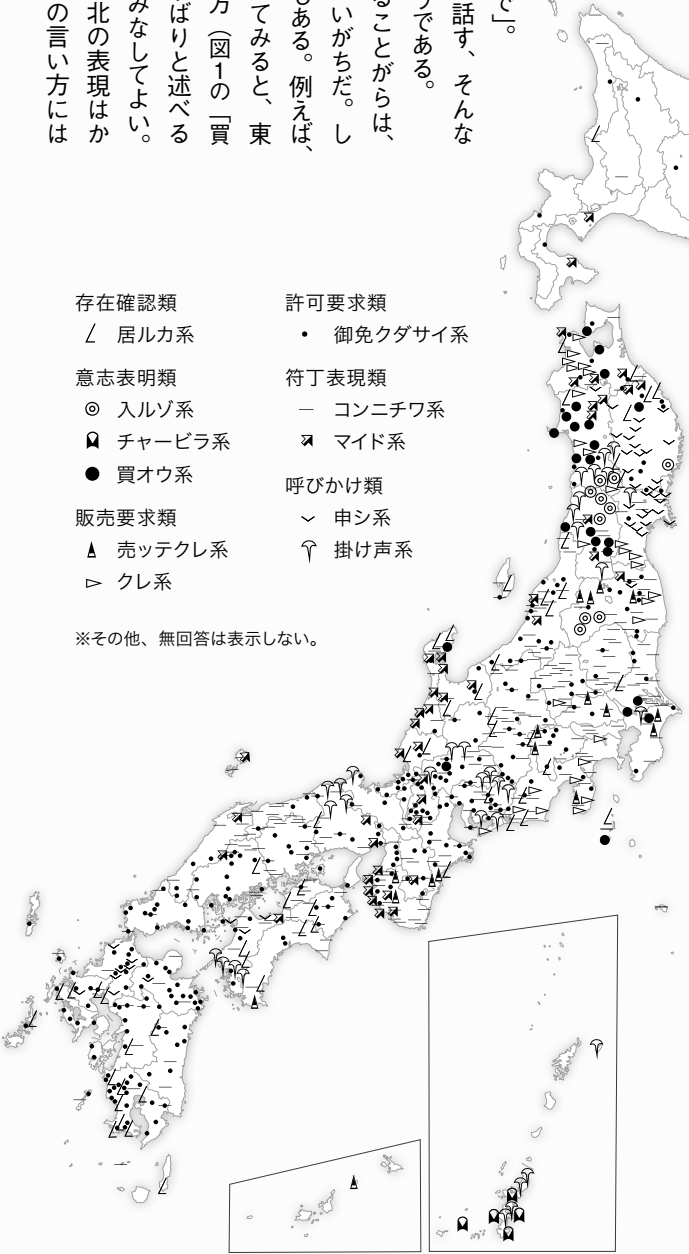 で」。
話す、そんな
うである。
ることがらは、
いがちだ。し
もある。例えば、
てみると、東
方（図1の「買
ばりと述べる
みなしてよい。
北の表現はか
の言い方には
存在確認類
居ルカ系
意志表明類
入ルゾ系
チャービラ系
買オウ系
販売要求類
売ッテクレ系
クレ系
許可要求類
御免クダサイ系
符丁表現類
コンニチワ系
マイド系
呼びかけ類
申シ系
掛け声系
※その他、無回答は表示しない。